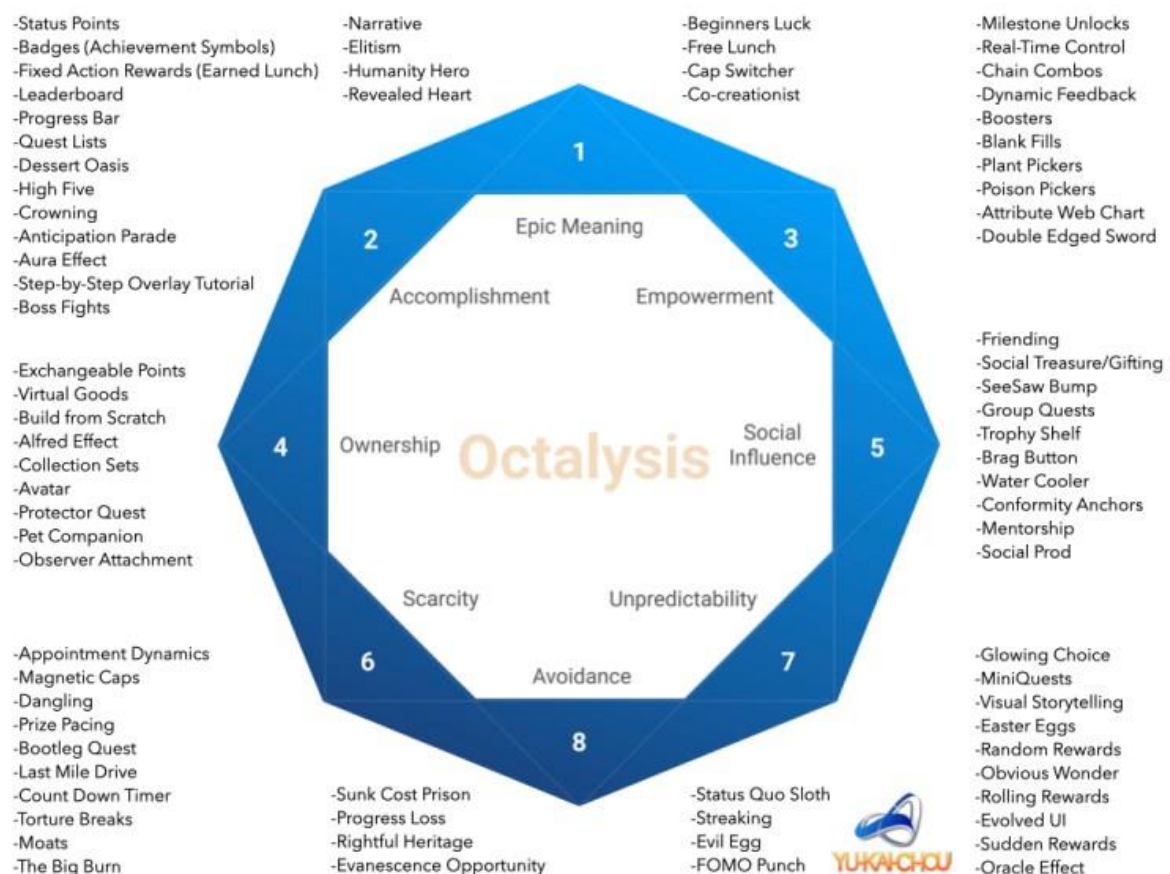 -Status Points
-Badges (Achievement Symbols)
-Fixed Action Rewards (Earned Lunch)
-Leaderboard
-Progress Bar
-Quest Lists
-Dessert Oasis
-High Five
-Crowning
-Anticipation Parade
-Aura Effect
-Step-by-Step Overlay Tutorial
-Boss Fights
-Narrative
-Elitism
-Humanity Hero
-Revealed Heart
-Beginners Luck
-Free Lunch
-Cap Switcher
-Co-creationist
-Milestone Unlocks
-Real-Time Control
-Chain Combos
-Dynamic Feedback
-Boosters
-Blank Fills
-Plant Pickers
-Poison Pickers
-Attribute Web Chart
-Double Edged Sword
1
Epic Meaning
2
Accomplishment
3
Empowerment
-Exchangeable Points
-Virtual Goods
-Build from Scratch
-Alfred Effect
-Collection Sets
-Avatar
-Protector Quest
-Pet Companion
-Observer Attachment
4
Ownership
Octalysis
Social
Influence
5
-Friending
-Social Treasure/Gifting
-SeeSaw Bump
-Group Quests
-Trophy Shelf
-Brag Button
-Water Cooler
-Conformity Anchors
-Mentorship
-Social Prod
Scarcity
6
Unpredictability
7
Avoidance
8
-Appointment Dynamics
-Magnetic Caps
-Dangling
-Prize Pacing
-Bootleg Quest
-Last Mile Drive
-Count Down Timer
-Torture Breaks
-Moats
-The Big Burn
-Sunk Cost Prison
-Progress Loss
-Rightful Heritage
-Evanescence Opportunity
-Status Quo Sloth
-Streaking
-Evil Egg
-FOMO Punch
YU-KAI-CHOU
-Glowing Choice
-MiniQuests
-Visual Storytelling
-Easter Eggs
-Random Rewards
-Obvious Wonder
-Rolling Rewards
-Evolved UI
-Sudden Rewards
-Oracle Effect